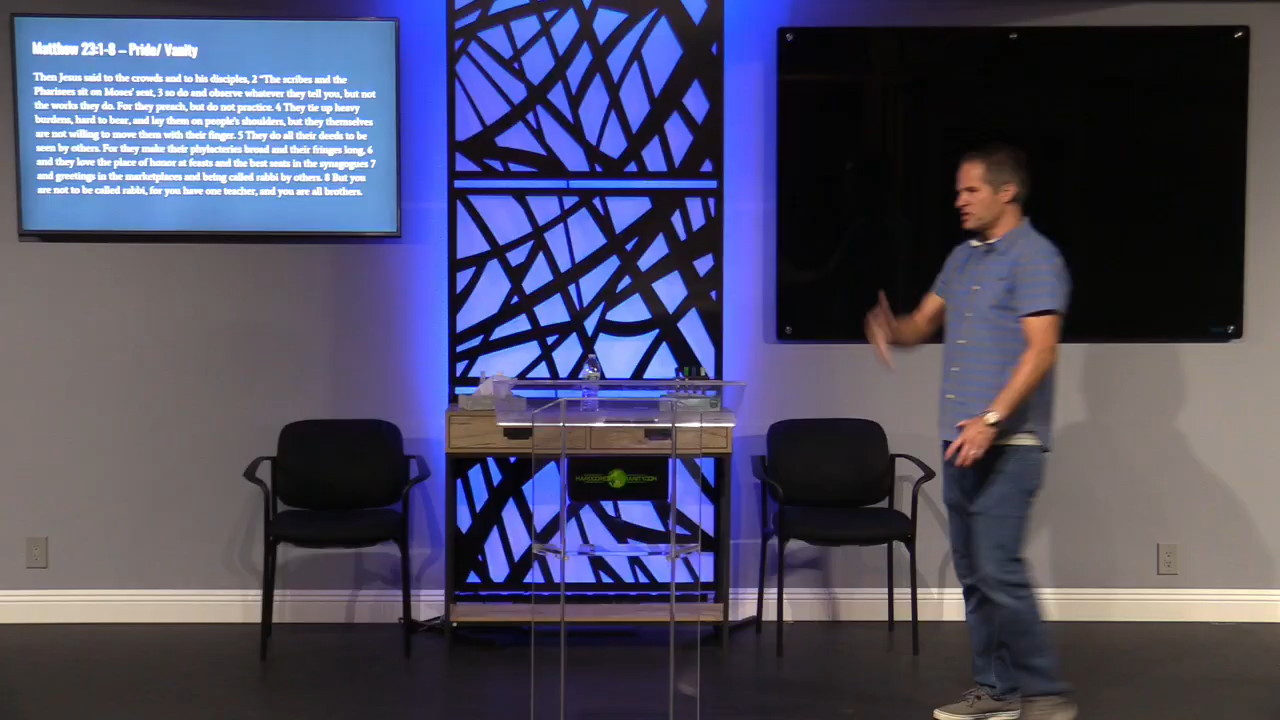 Matthew 23:1-8 – Pride/ Vanity
Then Jesus said to the crowds and to his disciples, 2 "The scribes and the
Pharisees sit on Moses' seat, 3 so do and observe whatever they tell you, but not
the works they do. For they preach, but do not practice. 4 They tie up heavy
burdens, hard to bear, and lay them on people's shoulders, but they themselves
are not willing to move them with their finger. 5 They do all their deeds to be
seen by others. For they make their phylacteries broad and their fringes long, 6
and they love the place of honor at feasts and the best seats in the synagogues 7
and greetings in the marketplaces and being called rabbi by others. 8 But you
are not to be called rabbi, for you have one teacher, and you are all brothers.